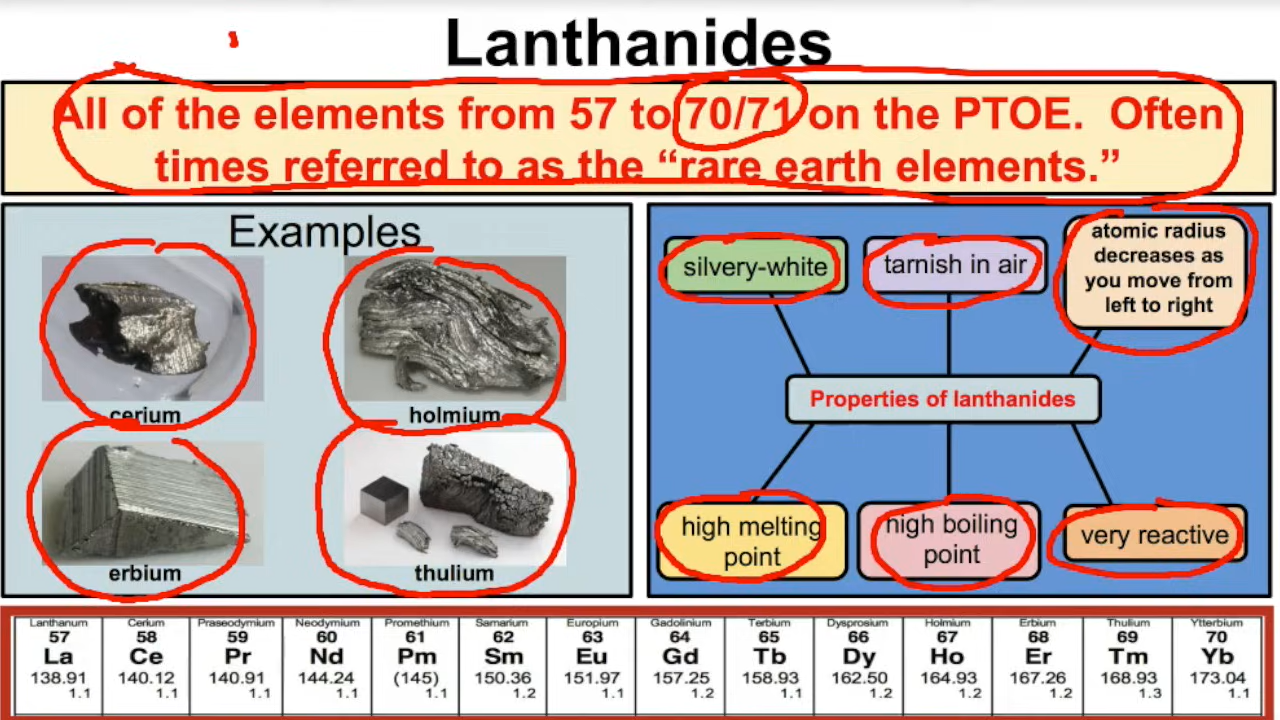 Lanthanides
All of the elements from 57 to 70/71 on the PTOE. Often
times referred to as the “rare earth elements.”
Examples
cerium
holmium
erbium
thulium
silvery-white
tarnish in air
atomic radius
decreases as
you move from
left to right
Properties of lanthanides
high melting
point
high boiling
point
very reactive
Lanthanum Cerium Praseodymium Neodymium Promethium Samarium Europium Gadolinium Terbium Dysprosium Holmium Erbium Thulium Ytterbium
57 58 59 60 61 62 63 64 65 66 67 68 69 70
La Ce Pr Nd Pm Sm Eu Gd Tb Dy Ho Er Tm Yb
138.91 140.12 140.91 144.24 (145) 150.36 151.97 157.25 158.93 162.50 164.93 167.26 168.93 173.04
1.1 1.1 1.1 1.1 1.1 1.2 1.1 1.2 1.1 1.2 1.2 1.2 1.3 1.1